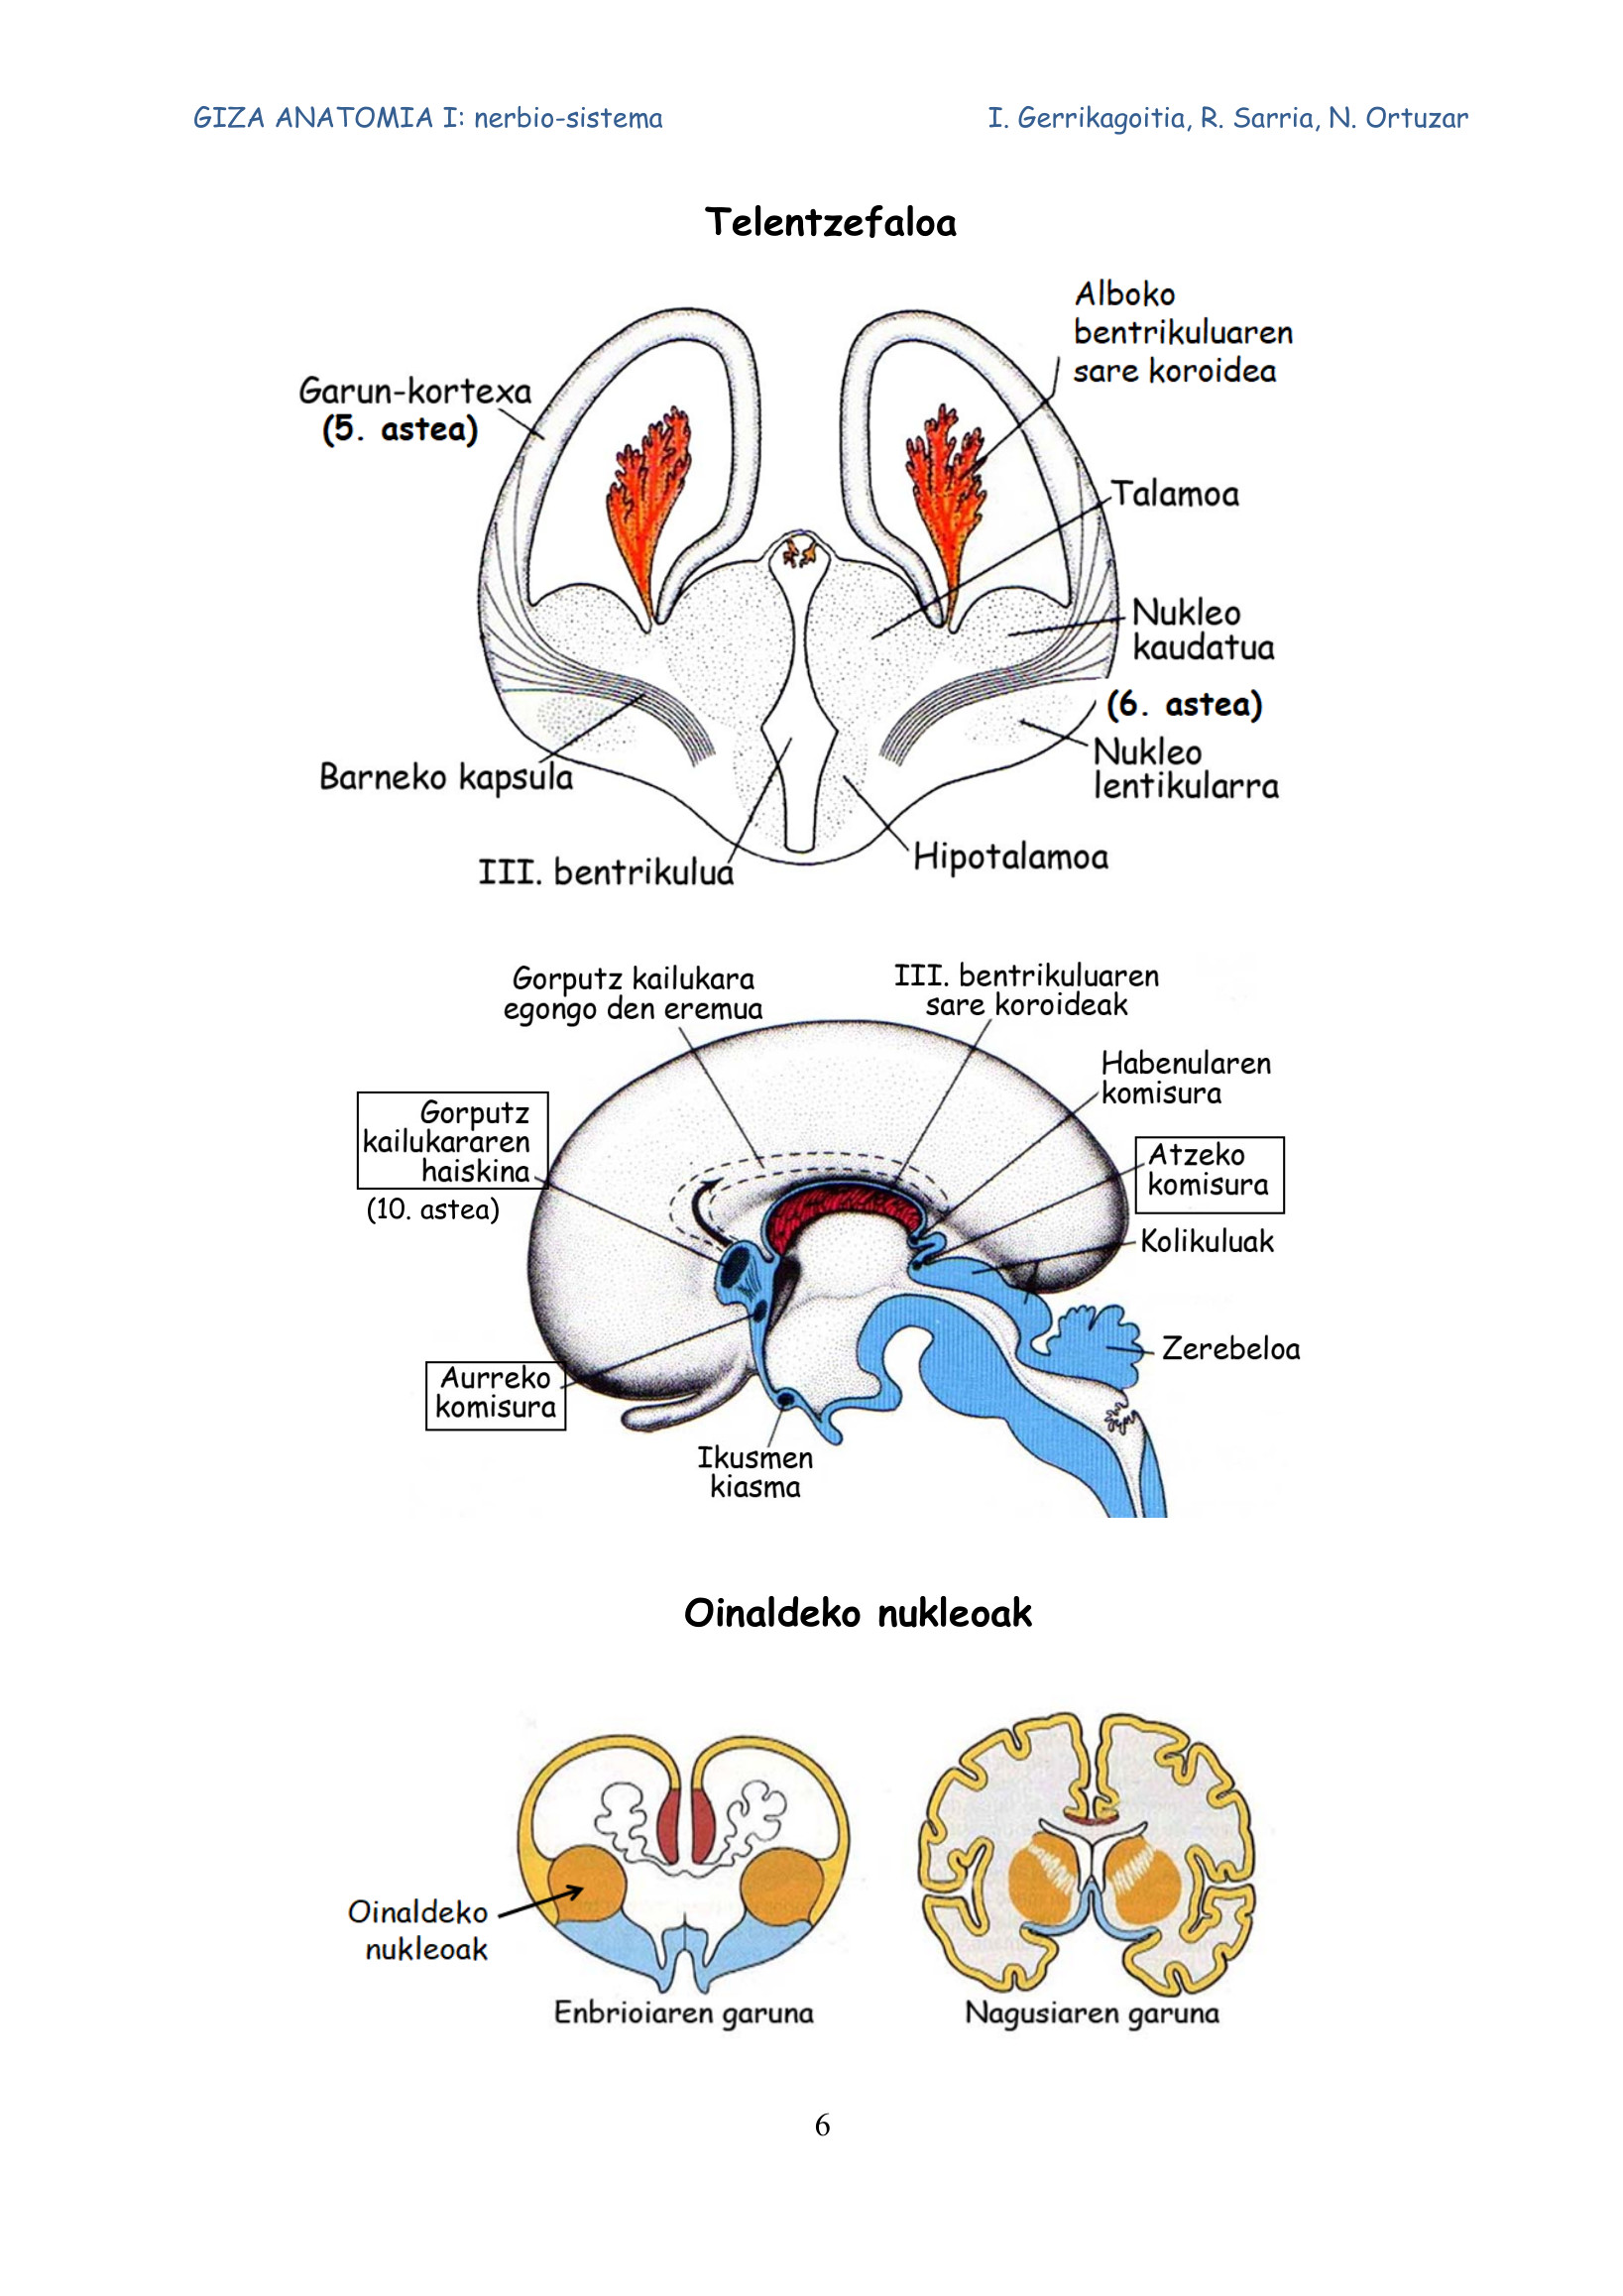 GIZA ANATOMIA I: nerbio-sistema I. Gerrikagoitia, R. Sarria, N. Ortuzar
Telentzefaloa
Alboko
bentrikuluaren
sare koroidea
Garun-kortexa
(5. astea)
Talamoa
Nukleo
kaudatua
(6. astea)
Nukleo
lentikularra
Barneko kapsula
Hipotalamoa
III. bentrikulua
Gorputz kailukara
egongo den eremua
III. bentrikuluaren
sare koroideak
Habenularen
komisura
Gorputz
kailukararen
haiskina
(10. astea)
Atzeko
komisura
Kolikuluak
Zerebeloa
Aurreko
komisura
Ikusmen
kiasma
Oinaldeko nukleoak
Oinaldeko
nukleoak
Enbrioiaren garuna
Nagusiaren garuna
6